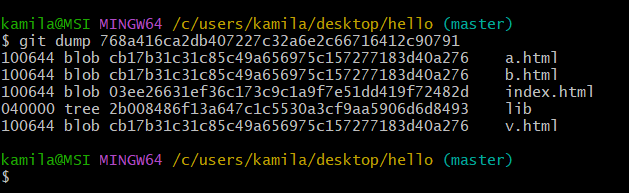 kamila@MSI MINGW64 /c/users/kamila/desktop/hello (master)
$ git dump 768a416ca2db407227c32a6e2c66716412c90791
100644 blob cb17b31c31c85c49a656975c157277183d40a276    a.html
100644 blob cb17b31c31c85c49a656975c157277183d40a276    b.html
100644 blob 03ee26631ef36c173c9c1a9f7e51dd419f72482d    index.html
040000 tree 2b008486f13a647c1c5530a3cf9aa5906d6d8493    lib
100644 blob cb17b31c31c85c49a656975c157277183d40a276    v.html
kamila@MSI MINGW64 /c/users/kamila/desktop/hello (master)
$